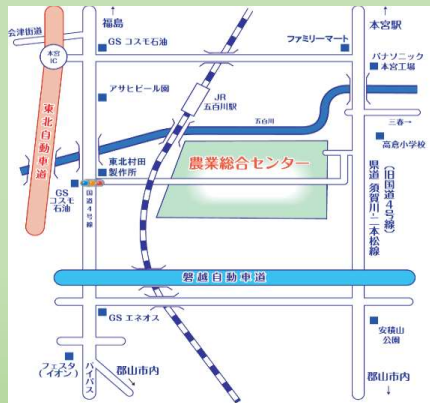 ↑
福島
↑
本宮駅
会津街道
GS コスモ石油
ファミリーマート
本宮
IC
パナソニック
本宮工場
アサヒビール園
JR
五百川駅
東北自動車道
五百川
三春→
高倉小学校
東北村田
製作所
農業総合センター
GS
コスモ
石油
国道4号線
(旧国道4号線)
県道 須賀川・二本松線
磐越自動車道
GS エネオス
安積山
公園
フェスタ
(イオン)
バイパス
郡山市内
↓
郡山市内
↓